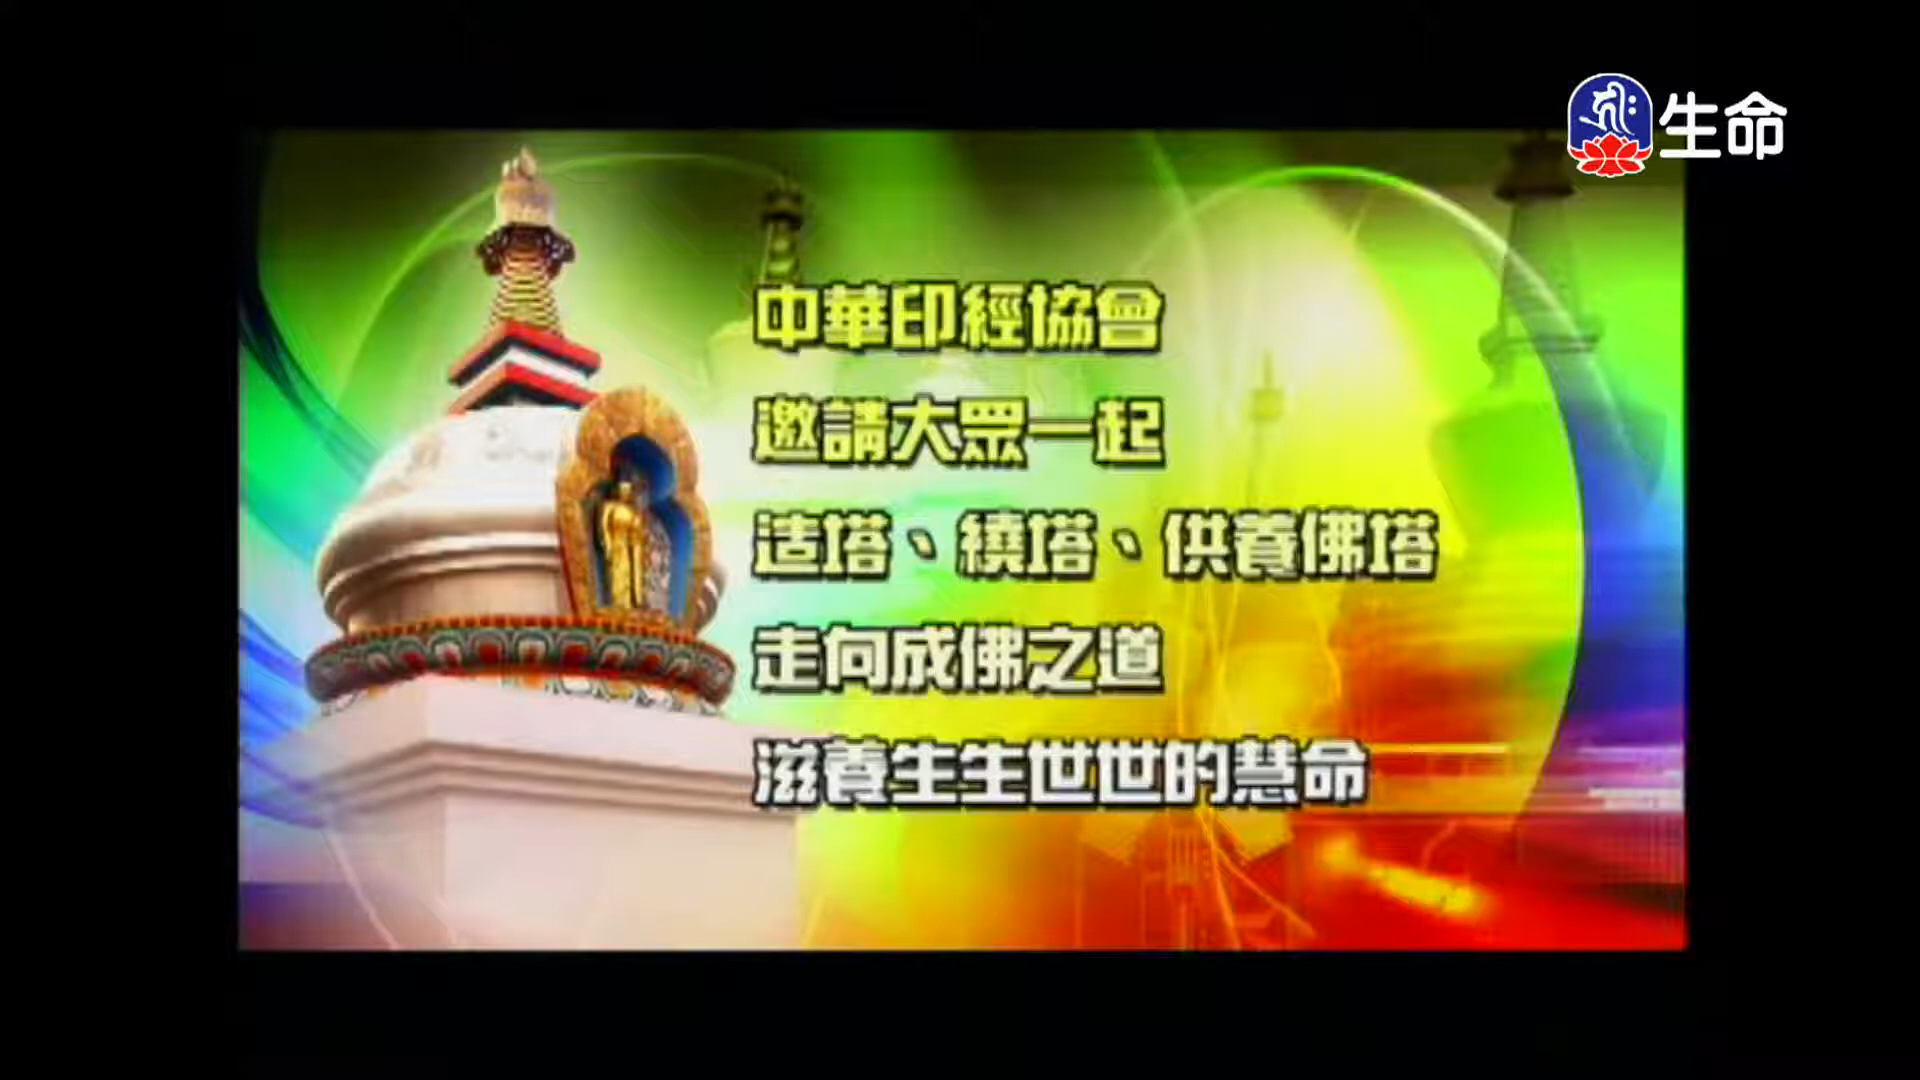 生命
中華印經協會
邀請大眾一起
造塔、繞塔、供養佛塔
走向成佛之道
滋養生生世世的慧命